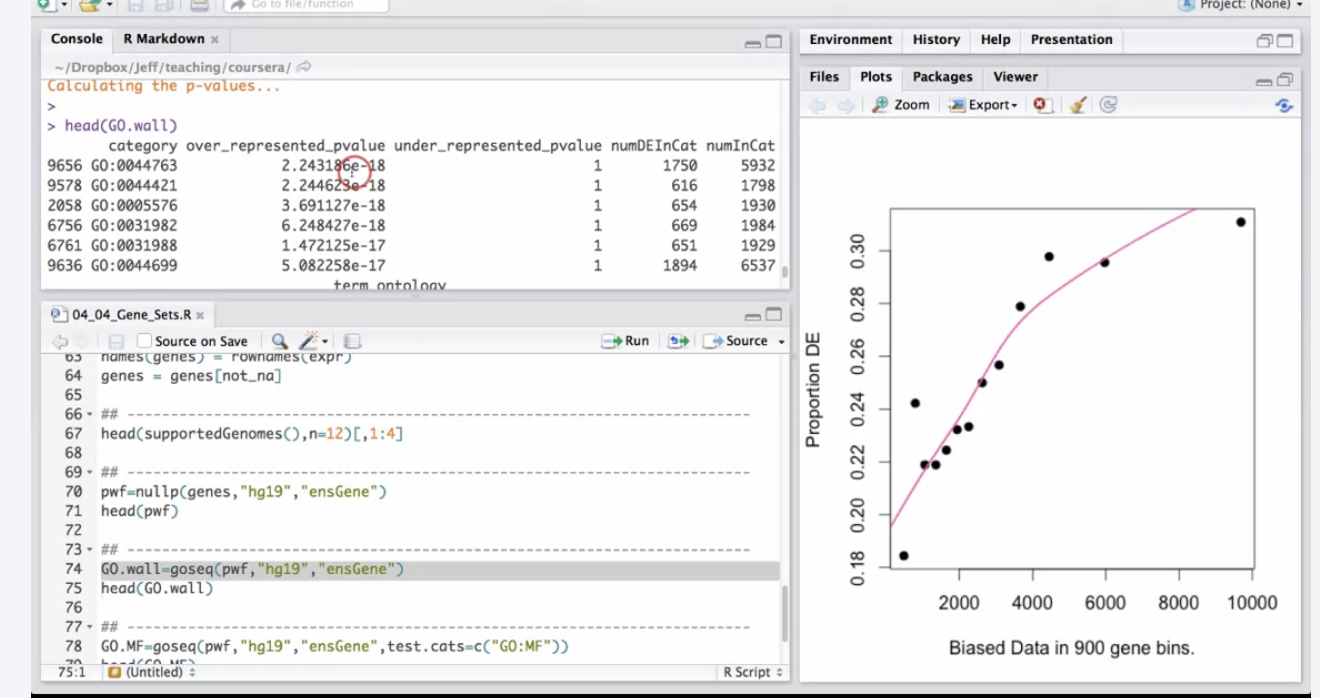 Go to file/function
Project: (None)
Console R Markdown
~/Dropbox/Jeff/teaching/coursera/
Calculating the p-values...
>
> head(GO.wall)
category over_represented_pvalue under_represented_pvalue numDEInCat numInCat
9656 GO:0044763 2.243186e-18 1 1750 5932
9578 GO:0044421 2.244623e-18 1 616 1798
2058 GO:0005576 3.691127e-18 1 654 1930
6756 GO:0031982 6.248427e-18 1 669 1984
6761 GO:0031988 1.472125e-17 1 651 1929
9636 GO:0044699 5.082258e-17 1 1894 6537
term ontology
04_04_Gene_Sets.R
Source on Save Run Source
63 names(genes) = rownames(expr)
64 genes = genes[not_na]
65
66 ## ----------------------------------------------------------------
67 head(supportedGenomes(),n=12)[,1:4]
68
69 ## ----------------------------------------------------------------
70 pwf=nullp(genes,"hg19","ensGene")
71 head(pwf)
72
73 ## ----------------------------------------------------------------
74 GO.wall=goseq(pwf,"hg19","ensGene")
75 head(GO.wall)
76
77 ## ----------------------------------------------------------------
78 GO.MF=goseq(pwf,"hg19","ensGene",test.cats=c("GO:MF"))
79 head(GO.MF)
75:1 (Untitled) R Script
Environment History Help Presentation
Files Plots Packages Viewer
Zoom Export
Proportion DE
0.30
0.28
0.26
0.24
0.22
0.20
0.18
2000 4000 6000 8000 10000
Biased Data in 900 gene bins.